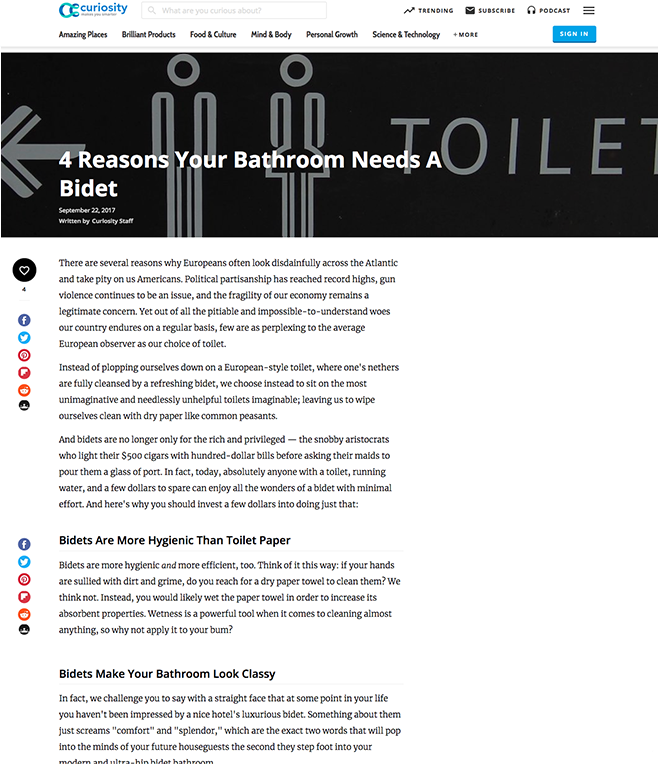 curiosity
makes you smarter
What are you curious about?
TRENDING
SUBSCRIBE
PODCAST
Amazing Places
Brilliant Products
Food & Culture
Mind & Body
Personal Growth
Science & Technology
+ MORE
SIGN IN
TOILET
4 Reasons Your Bathroom Needs A
Bidet
September 22, 2017
Written by Curiosity Staff
4
There are several reasons why Europeans often look disdainfully across the Atlantic
and take pity on us Americans. Political partisanship has reached record highs, gun
violence continues to be an issue, and the fragility of our economy remains a
legitimate concern. Yet out of all the pitiable and impossible-to-understand woes
our country endures on a regular basis, few are as perplexing to the average
European observer as our choice of toilet.
Instead of plopping ourselves down on a European-style toilet, where one's nethers
are fully cleansed by a refreshing bidet, we choose instead to sit on the most
unimaginative and needlessly unhelpful toilets imaginable; leaving us to wipe
ourselves clean with dry paper like common peasants.
And bidets are no longer only for the rich and privileged — the snobby aristocrats
who light their $500 cigars with hundred-dollar bills before asking their maids to
pour them a glass of port. In fact, today, absolutely anyone with a toilet, running
water, and a few dollars to spare can enjoy all the wonders of a bidet with minimal
effort. And here's why you should invest a few dollars into doing just that:
Bidets Are More Hygienic Than Toilet Paper
Bidets are more hygienic and more efficient, too. Think of it this way: if your hands
are sullied with dirt and grime, do you reach for a dry paper towel to clean them? We
think not. Instead, you would likely wet the paper towel in order to increase its
absorbent properties. Wetness is a powerful tool when it comes to cleaning almost
anything, so why not apply it to your bum?
Bidets Make Your Bathroom Look Classy
In fact, we challenge you to say with a straight face that at some point in your life
you haven't been impressed by a nice hotel's luxurious bidet. Something about them
just screams "comfort" and "splendor," which are the exact two words that will pop
into the minds of your future houseguests the second they step foot into your
modern and ultra-hip bidet bathroom.